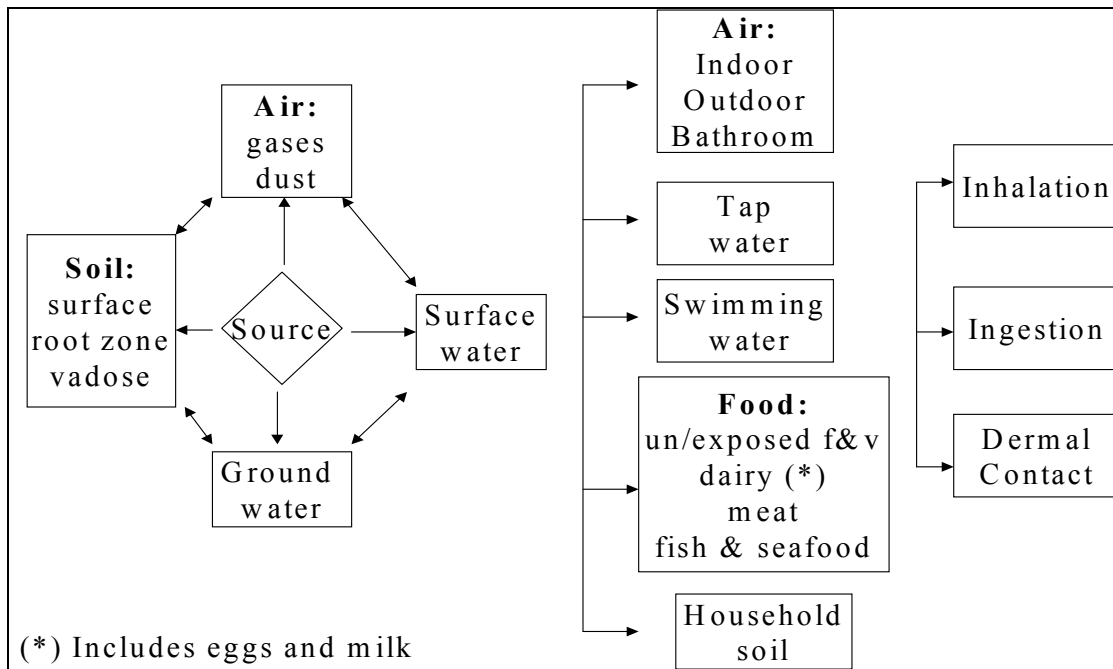 Air:
gases
dust
Soil:
surface
root zone
vadose
Source
Surface
water
Ground
water
(*) Includes eggs and milk
Air:
Indoor
Outdoor
Bathroom
Tap
water
Swimming
water
Food:
un/exposed f&v
dairy (*)
meat
fish & seafood
Household
soil
Inhalation
Ingestion
Dermal
Contact